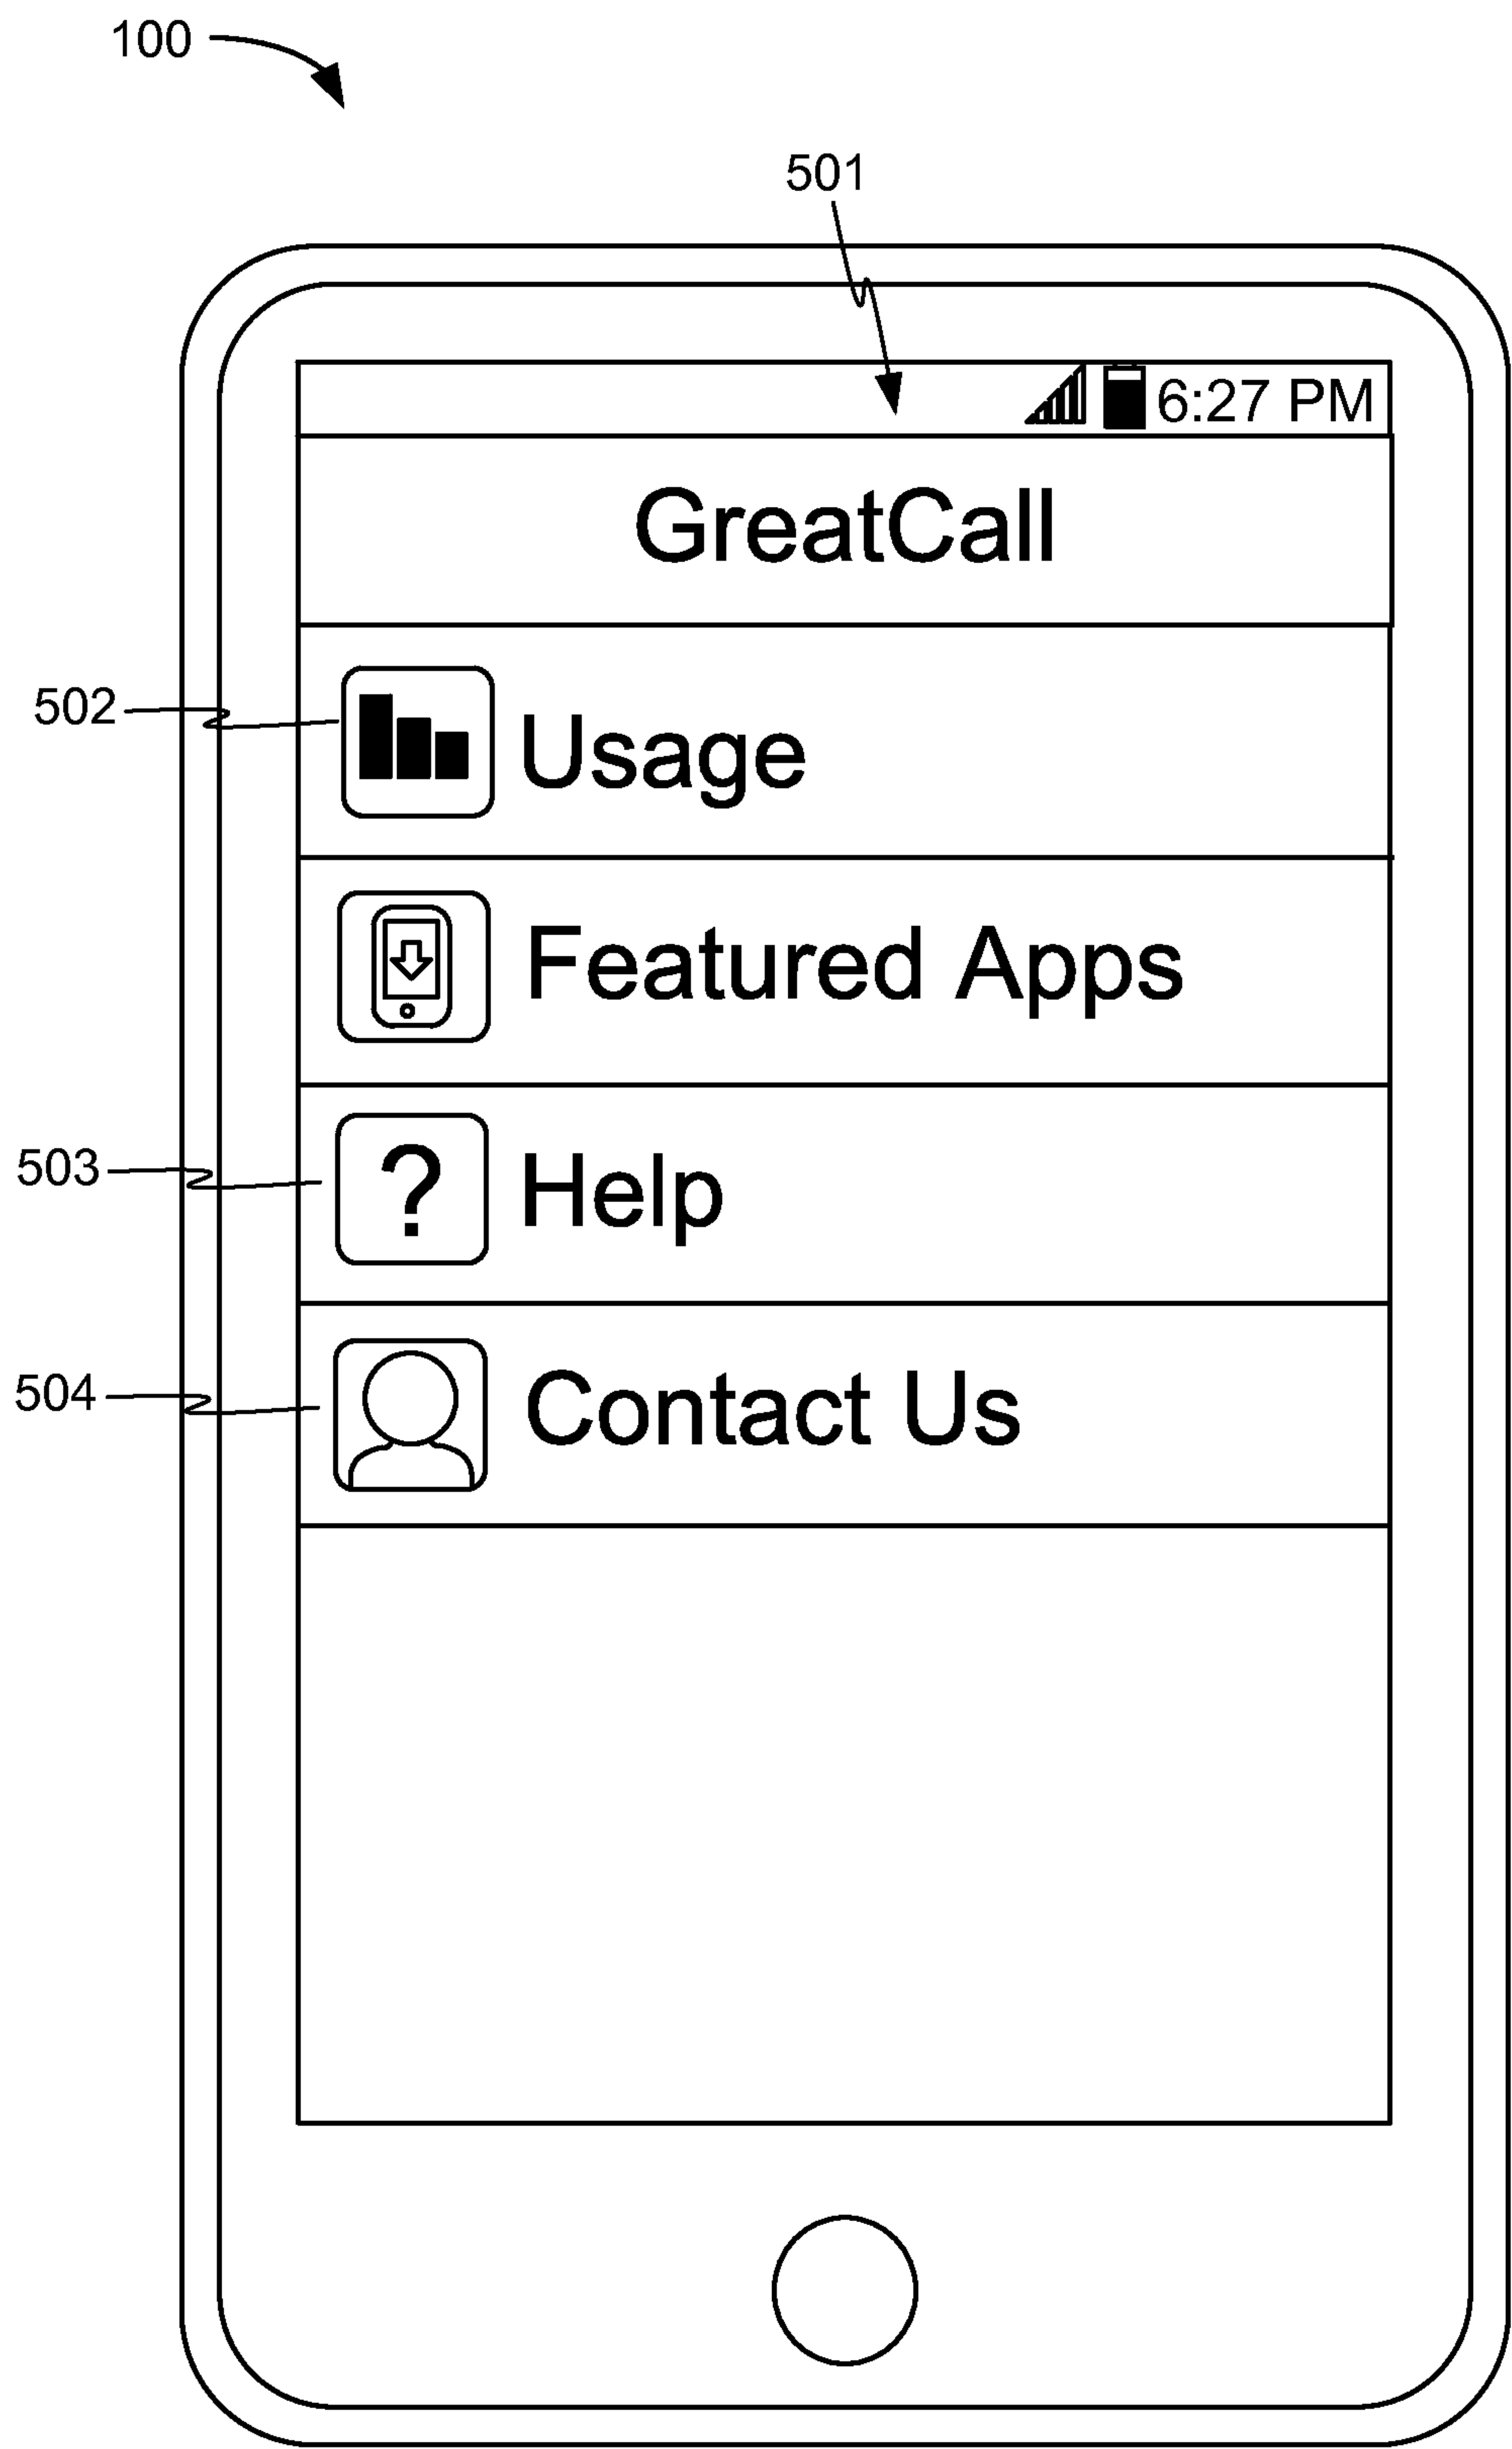 100
501
6:27 PM
GreatCall
502
Usage
Featured Apps
503
?
Help
504
Contact Us